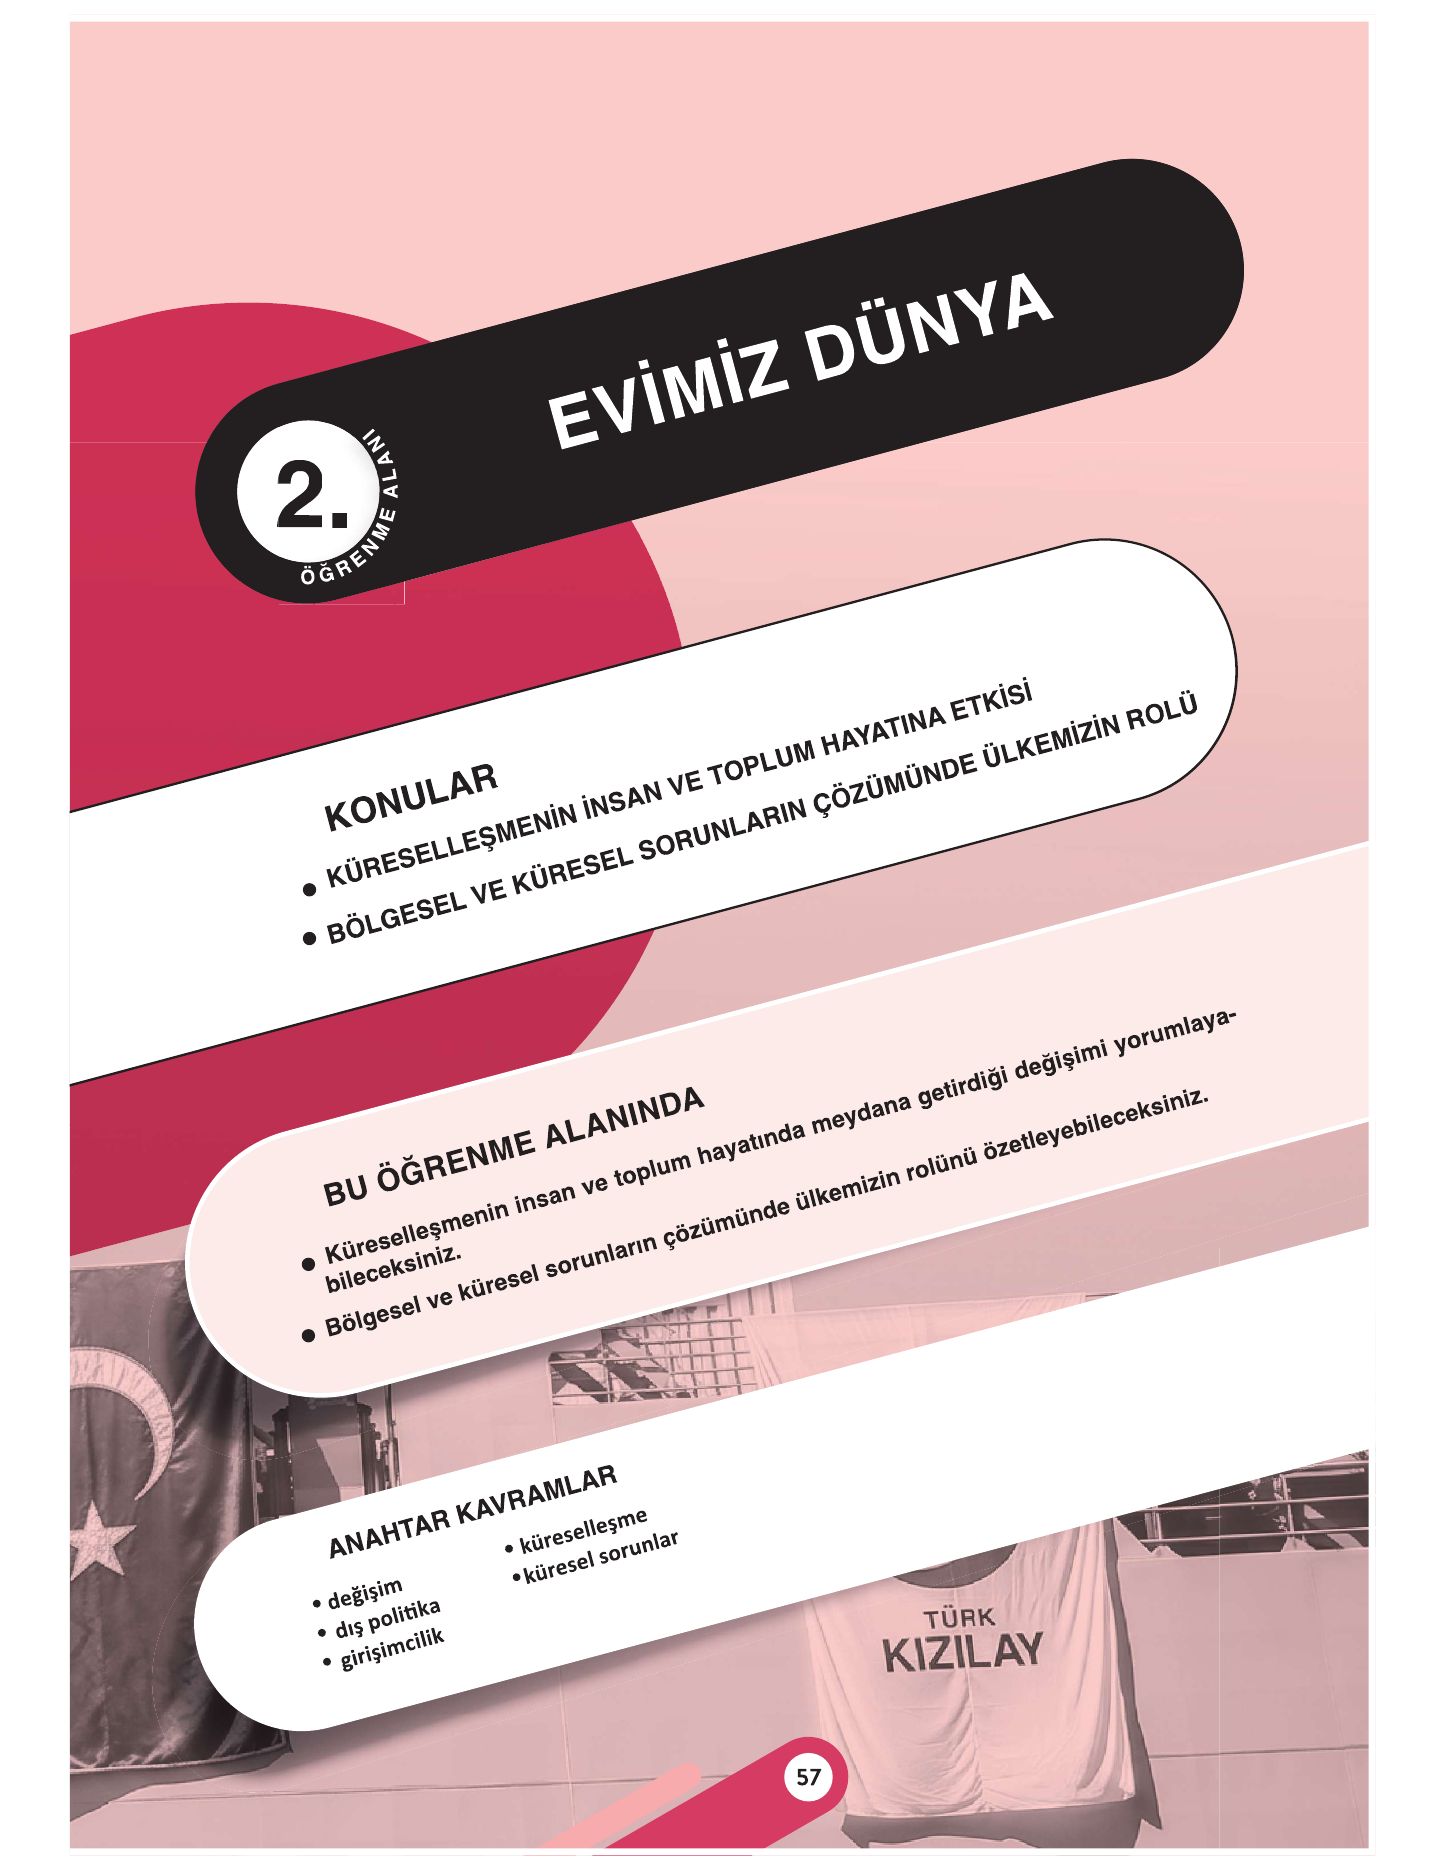 EVİMİZ DÜNYA
2.
ÖĞRENME ALANI
KONULAR
● KÜRESELLEŞMENİN İNSAN VE TOPLUM HAYATINA ETKİSİ
● BÖLGESEL VE KÜRESEL SORUNLARIN ÇÖZÜMÜNDE ÜLKEMİZİN ROLÜ
BU ÖĞRENME ALANINDA
● Küreselleşmenin insan ve toplum hayatında meydana getirdiği değişimi yorumlaya-
bileceksiniz.
● Bölgesel ve küresel sorunların çözümünde ülkemizin rolünü özetleyebileceksiniz.
ANAHTAR KAVRAMLAR
• değişim
• dış politika
• girişimcilik
• küreselleşme
• küresel sorunlar
TÜRK
KIZILAY
57